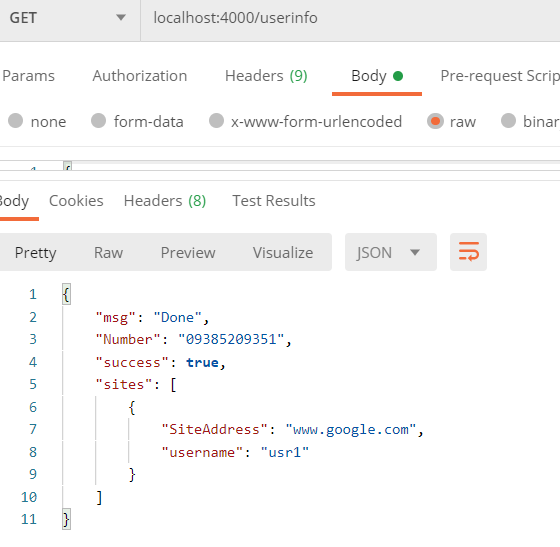 GET localhost:4000/userinfo
Params Authorization Headers (9) Body Pre-request Scrip
none form-data x-www-form-urlencoded raw binar
1 {
Body Cookies Headers (8) Test Results
Pretty Raw Preview Visualize JSON
1 {
2 "msg": "Done",
3 "Number": "09385209351",
4 "success": true,
5 "sites": [
6 {
7 "SiteAddress": "www.google.com",
8 "username": "usr1"
9 }
10 ]
11 }